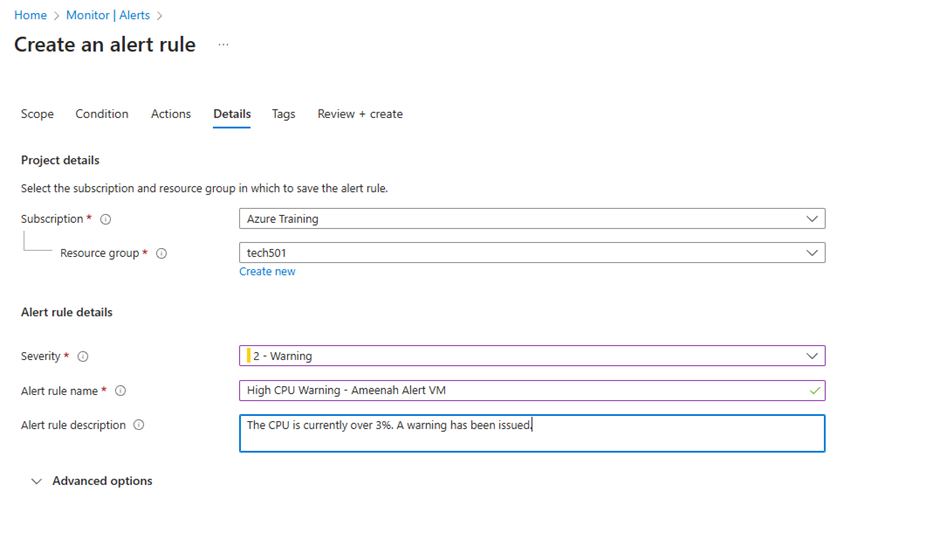 Home > Monitor | Alerts >
Create an alert rule ...
Scope Condition Actions Details Tags Review + create
Project details
Select the subscription and resource group in which to save the alert rule.
Subscription * Azure Training
Resource group * tech501
Create new
Alert rule details
Severity * 2 - Warning
Alert rule name * High CPU Warning - Ameenah Alert VM
Alert rule description The CPU is currently over 3%. A warning has been issued.
Advanced options